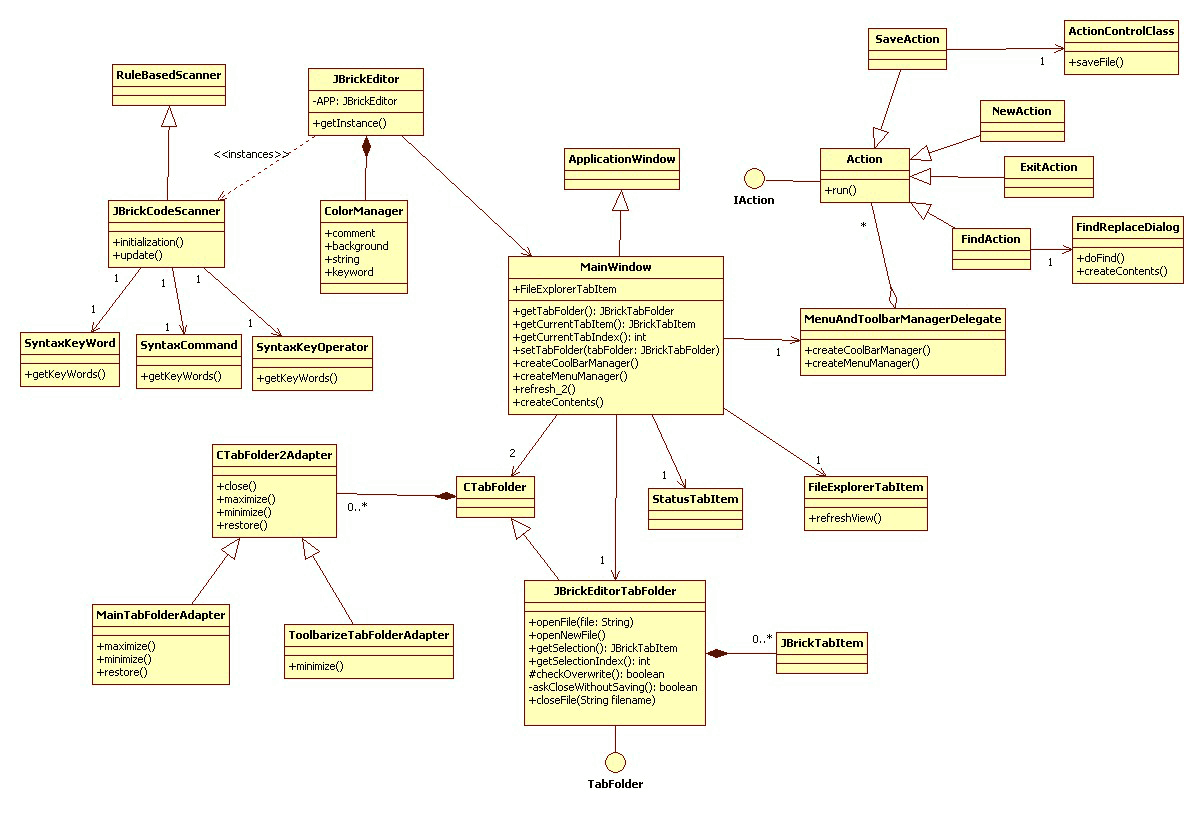 SaveAction
ActionControlClass
+saveFile()
1
RuleBasedScanner
JBrickEditor
-APP: JBrickEditor
+getInstance()
<<instances>>
NewAction
ApplicationWindow
Action
+run()
ExitAction
IAction
*
JBrickCodeScanner
+initialization()
+update()
ColorManager
+comment
+background
+string
+keyword
FindAction
1
FindReplaceDialog
+doFind()
+createContents()
MainWindow
+FileExplorerTabItem
+getTabFolder(): JBrickTabFolder
+getCurrentTabItem(): JBrickTabItem
+getCurrentTabIndex(): int
+setTabFolder(tabFolder: JBrickTabFolder)
+createCoolBarManager()
+createMenuManager()
+refresh_2()
+createContents()
1
MenuAndToolbarManagerDelegate
+createCoolBarManager()
+createMenuManager()
1
1
1
1
1
1
SyntaxKeyWord
+getKeyWords()
SyntaxCommand
+getKeyWords()
SyntaxKeyOperator
+getKeyWords()
CTabFolder2Adapter
+close()
+maximize()
+minimize()
+restore()
0..*
2
CTabFolder
1
StatusTabItem
1
FileExplorerTabItem
+refreshView()
1
MainTabFolderAdapter
+maximize()
+minimize()
+restore()
ToolbarizeTabFolderAdapter
+minimize()
JBrickEditorTabFolder
+openFile(file: String)
+openNewFile()
+getSelection(): JBrickTabItem
+getSelectionIndex(): int
#checkOverwrite(): boolean
-askCloseWithoutSaving(): boolean
+closeFile(String filename)
0..*
JBrickTabItem
TabFolder